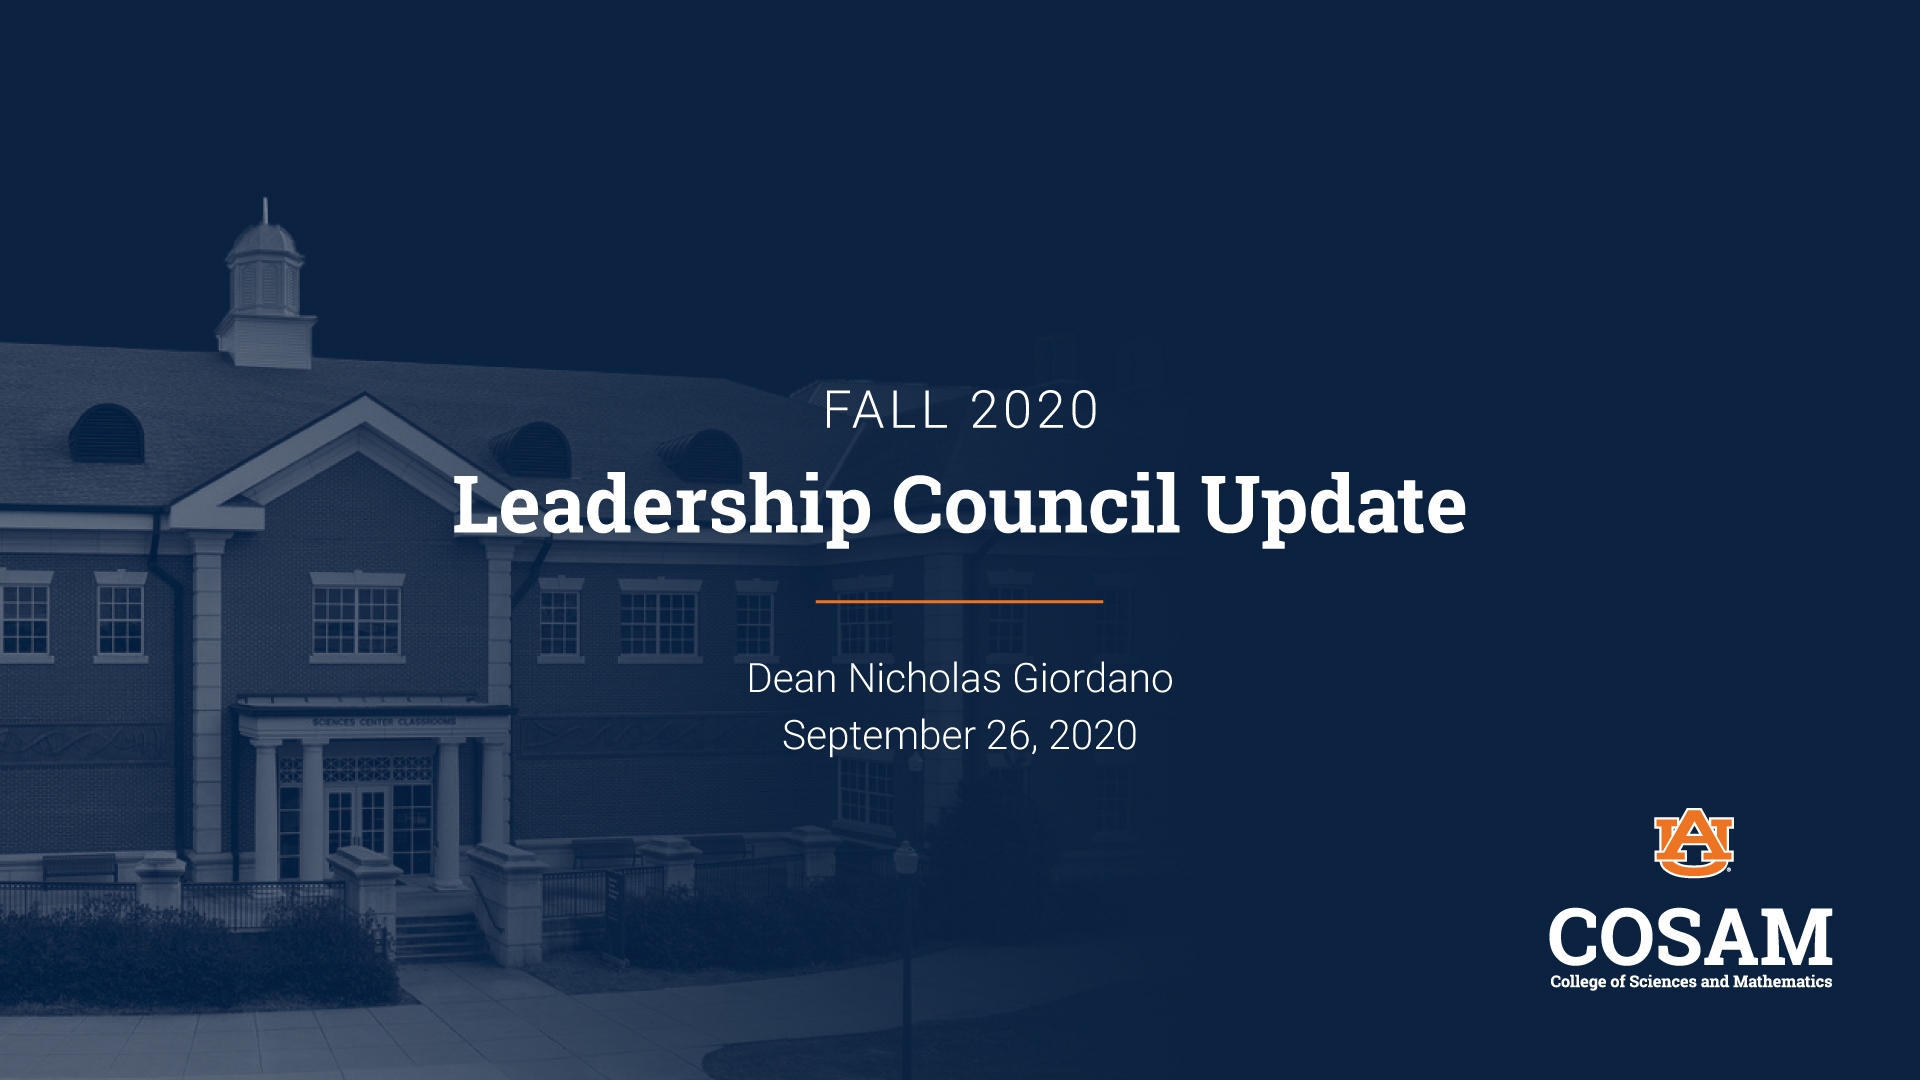 FALL 2020
Leadership Council Update
Dean Nicholas Giordano
September 26, 2020
SCIENCES CENTER CLASSROOMS
AU
COSAM
College of Sciences and Mathematics